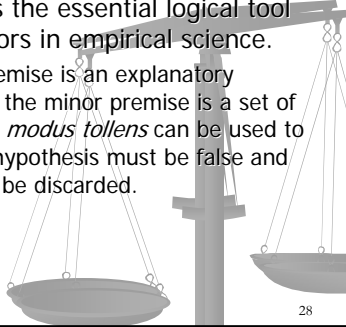 s the essential logical tool
ors in empirical science.
emise is an explanatory
the minor premise is a set of
modus tollens can be used to
hypothesis must be false and
be discarded.
28